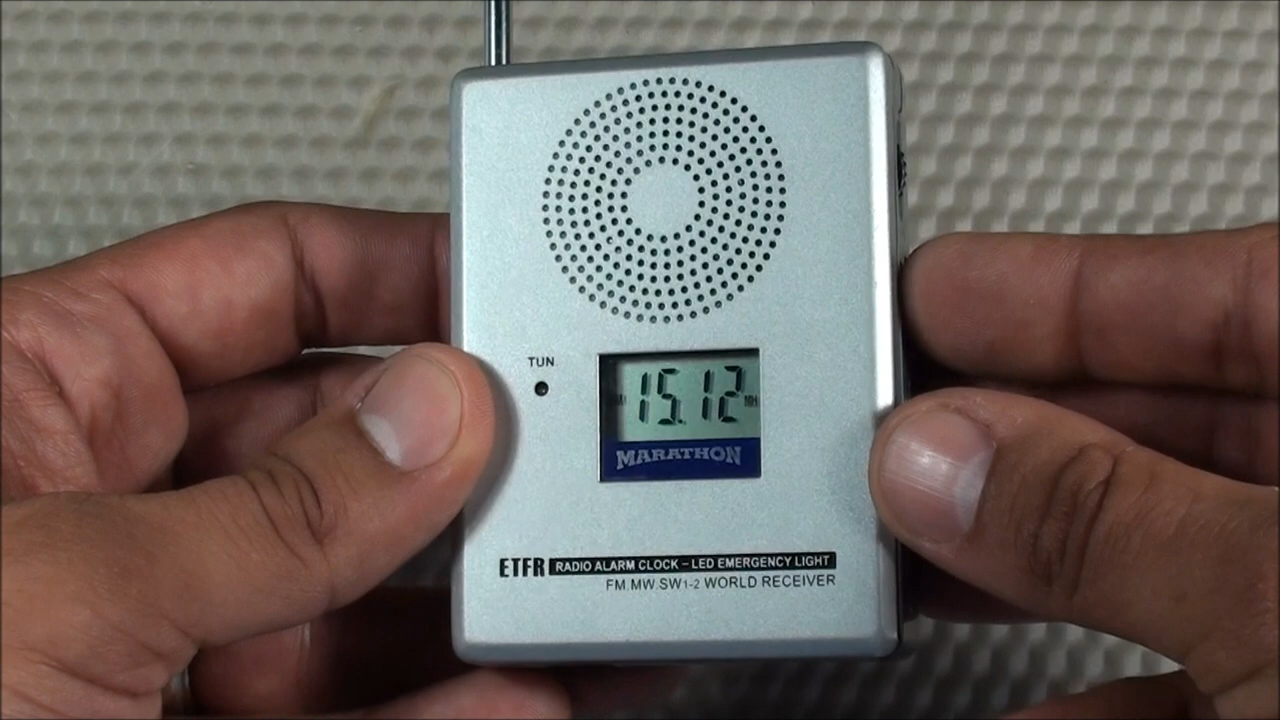 TUN
15.12
MARATHON
ETFR RADIO ALARM CLOCK – LED EMERGENCY LIGHT
FM.MW.SW1-2 WORLD RECEIVER